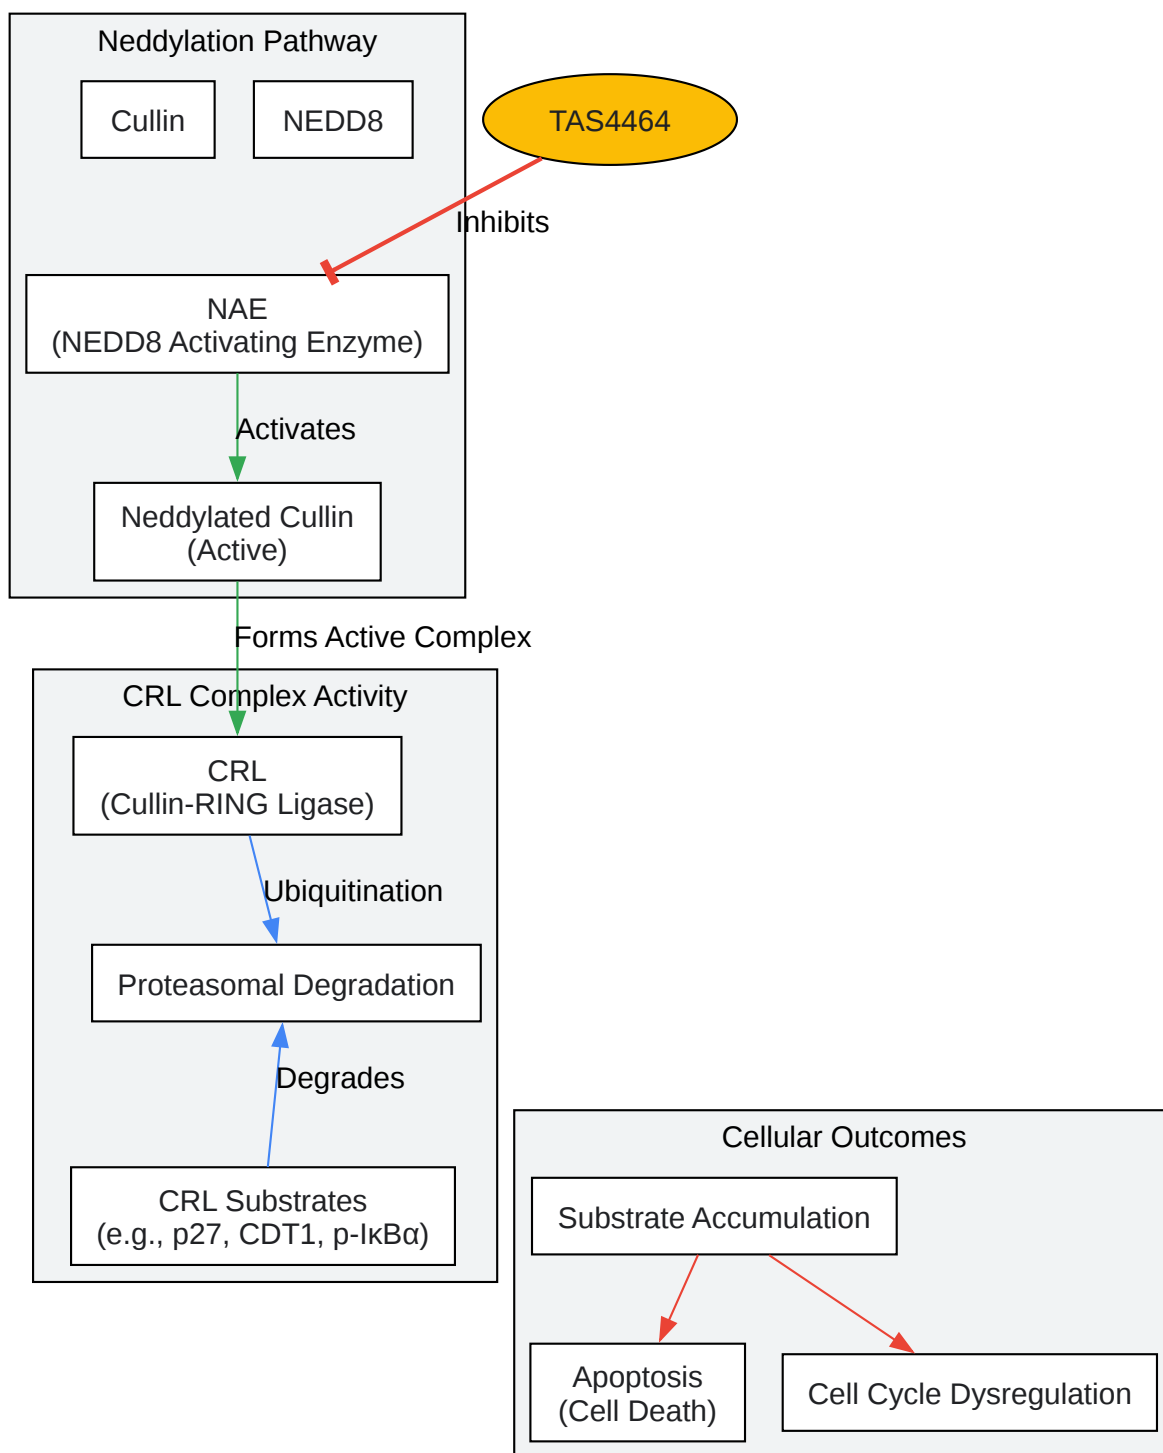 Neddylation Pathway
Cullin
NEDD8
TAS4464
Inhibits
NAE
(NEDD8 Activating Enzyme)
Activates
Neddylated Cullin
(Active)
Forms Active Complex
CRL Complex Activity
CRL
(Cullin-RING Ligase)
Ubiquitination
Proteasomal Degradation
Degrades
CRL Substrates
(e.g., p27, CDT1, p-IκBα)
Cellular Outcomes
Substrate Accumulation
Apoptosis
(Cell Death)
Cell Cycle Dysregulation